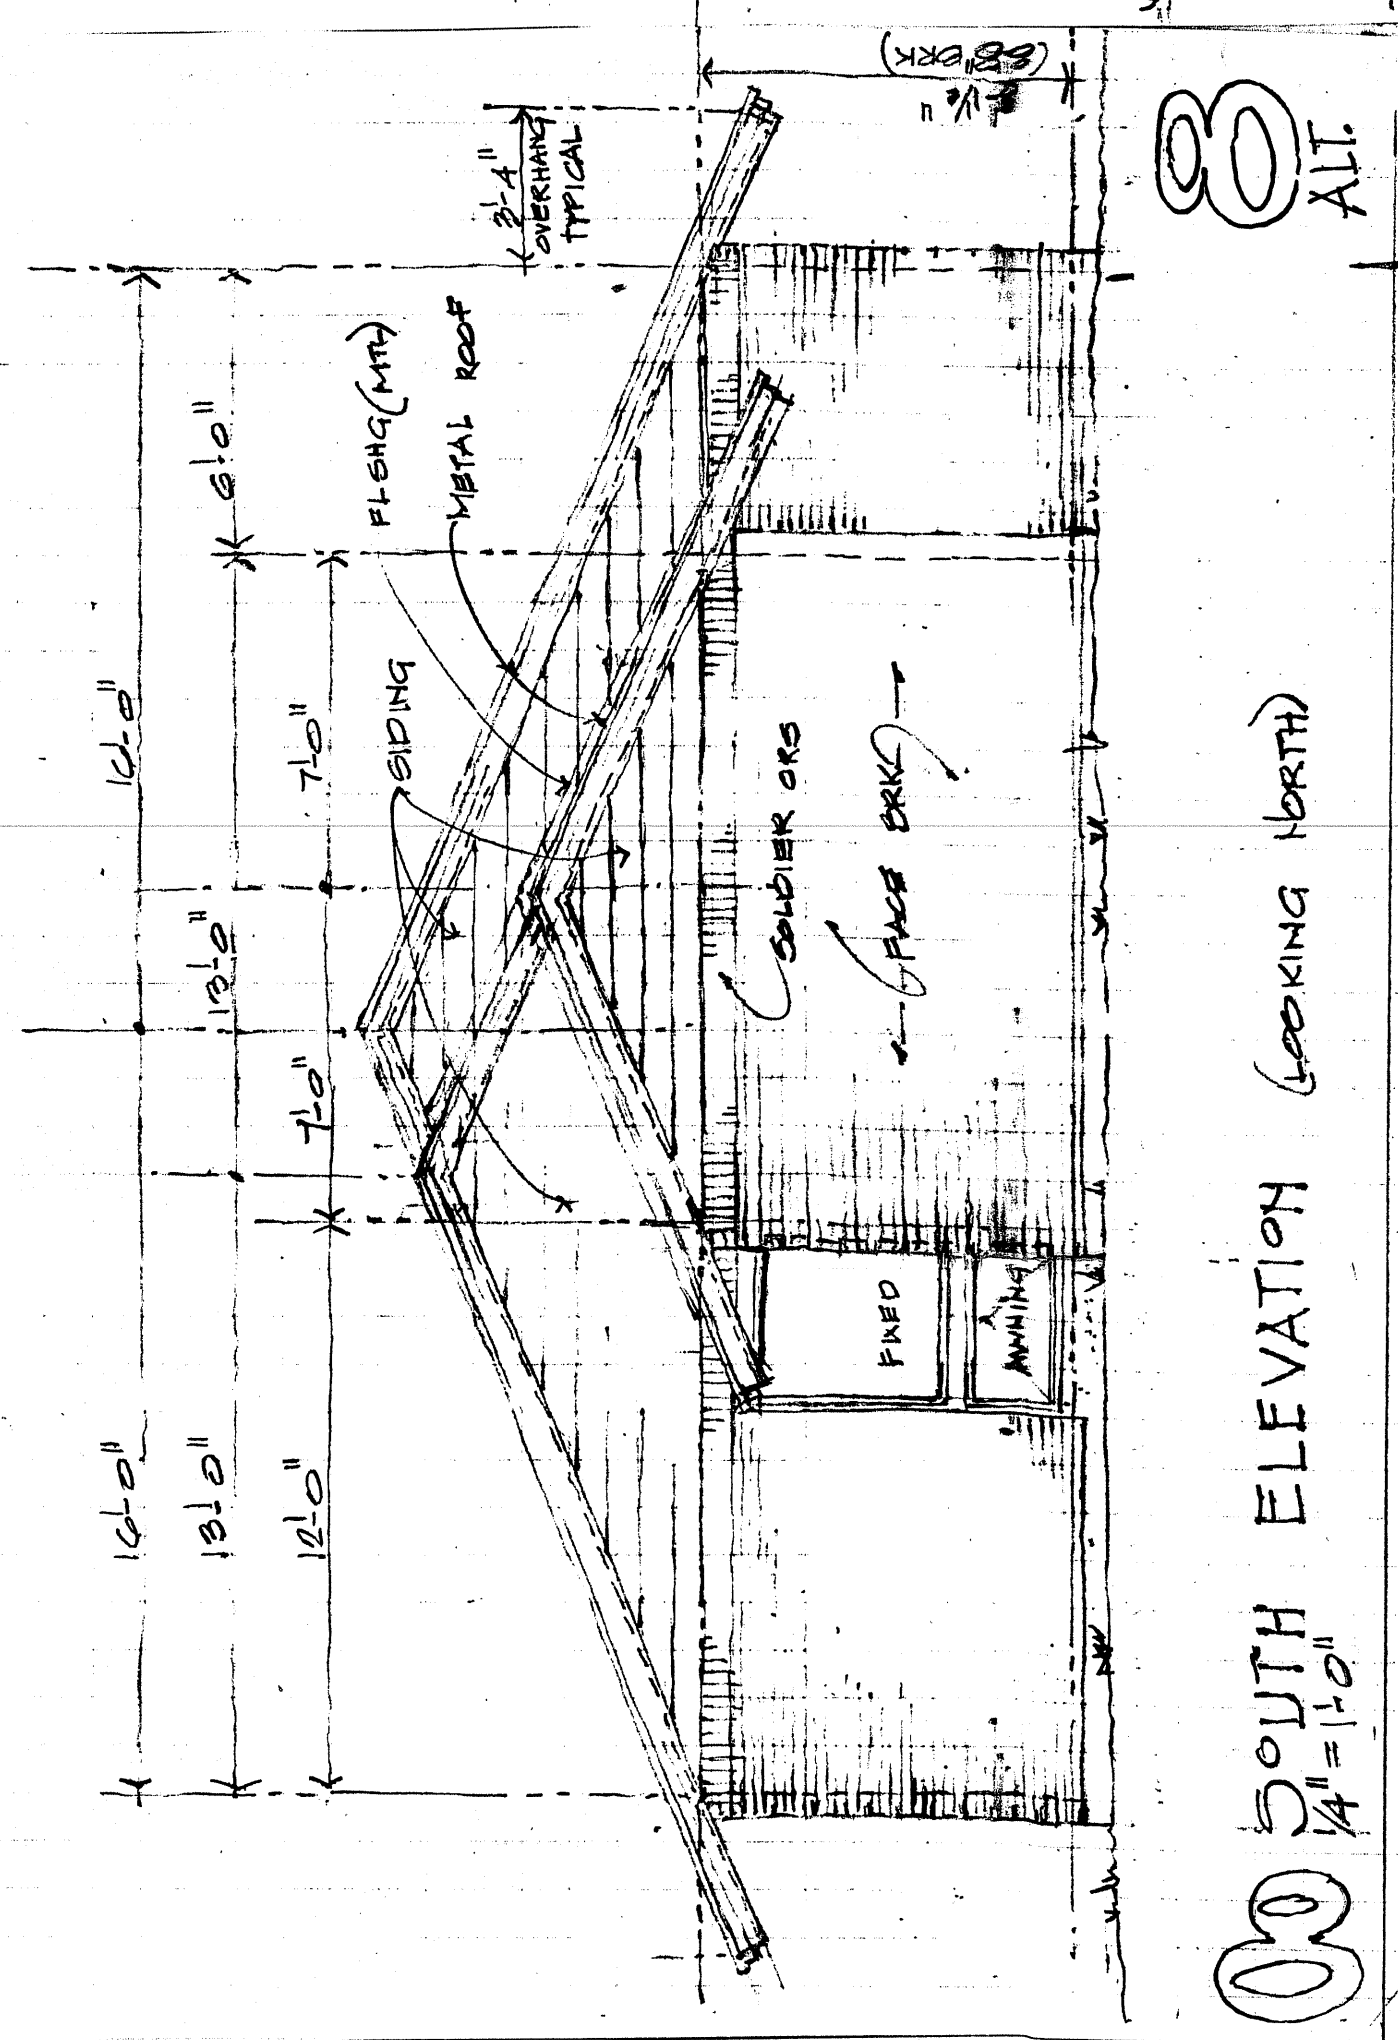 16'-0"
16'-0"
13'-0"
13'-0"
6'-0"
12'-0"
7'-0"
7'-0"
FLSHG (MTL)
METAL ROOF
SIDING
3'-4"
OVERHANG
TYPICAL
SOLDIER CRS
FACE BRK
FIXED
AWNING
BRK)
8
SOUTH ELEVATION (LOOKING NORTH)
1/4" = 1'-0"
8
ALT.